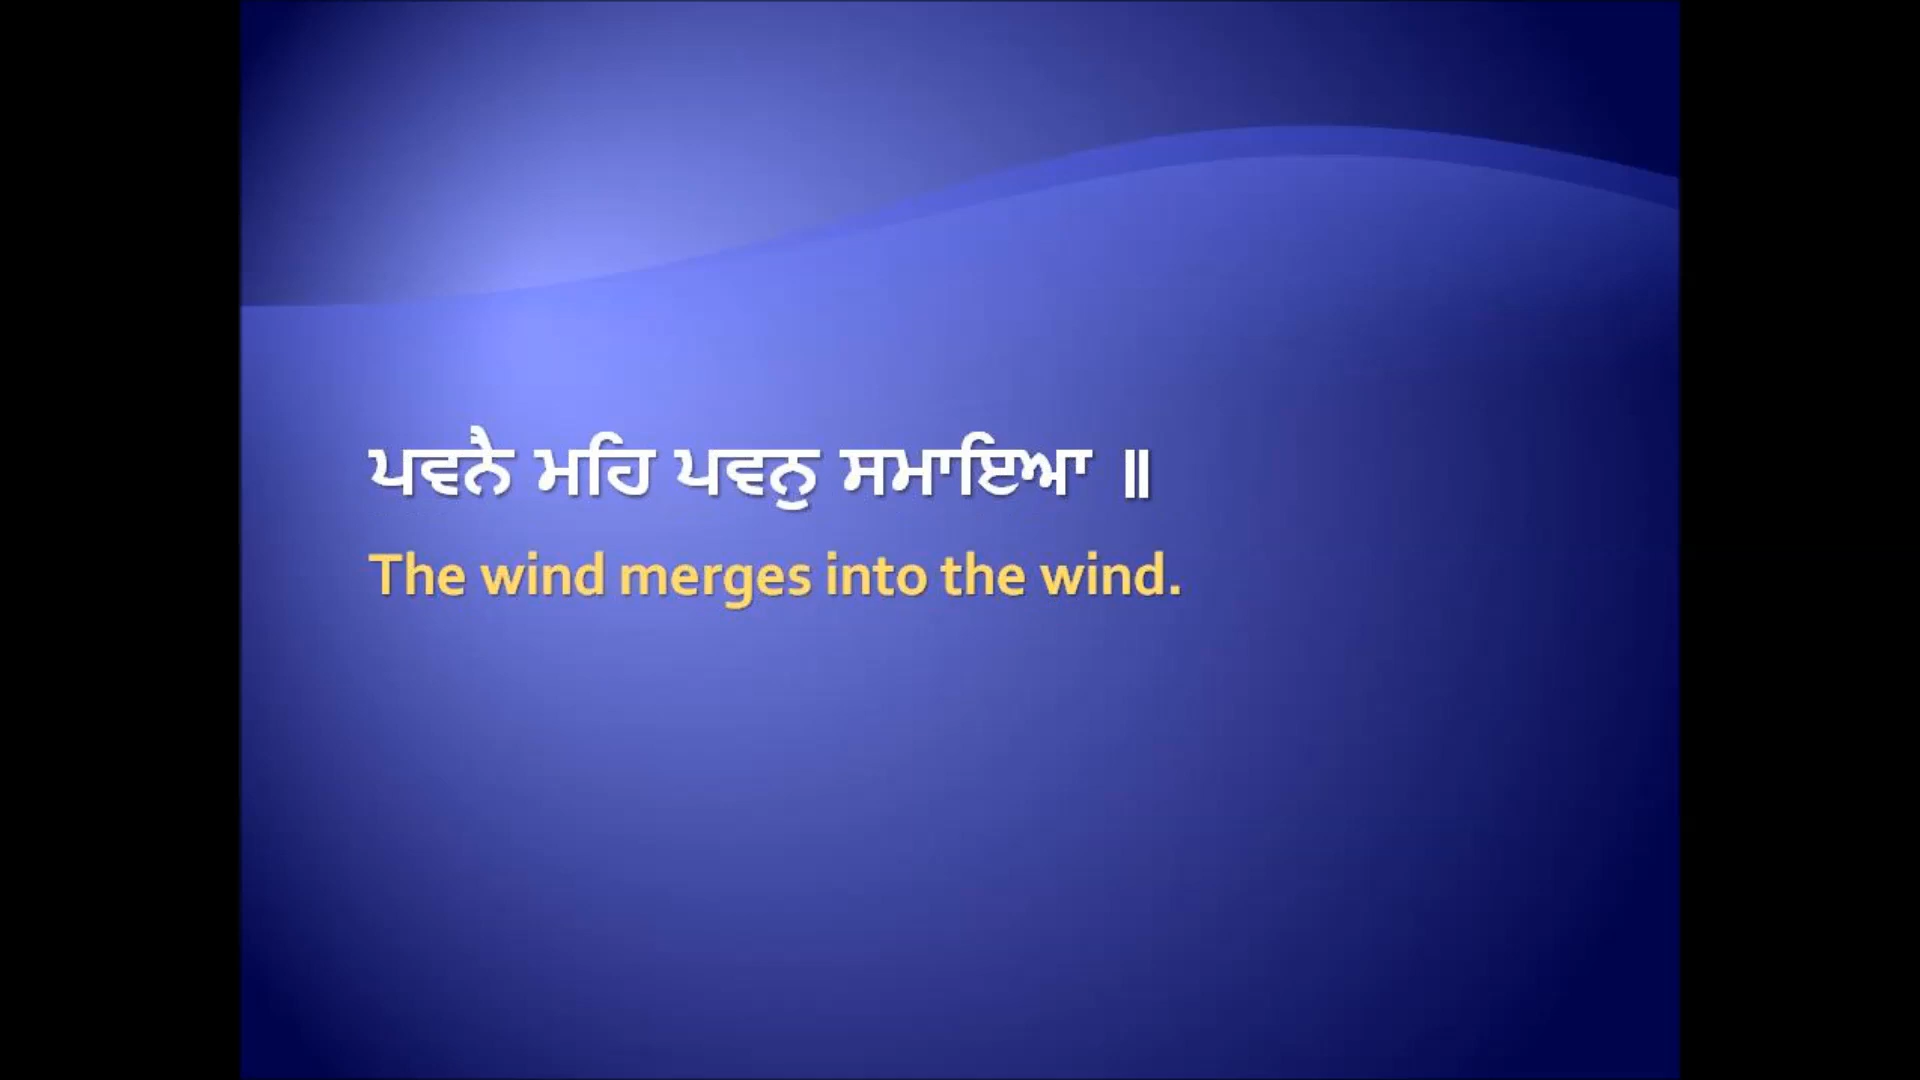 ਪਵਨੈ ਮਹਿ ਪਵਨੁ ਸਮਾਇਆ ॥
The wind merges into the wind.